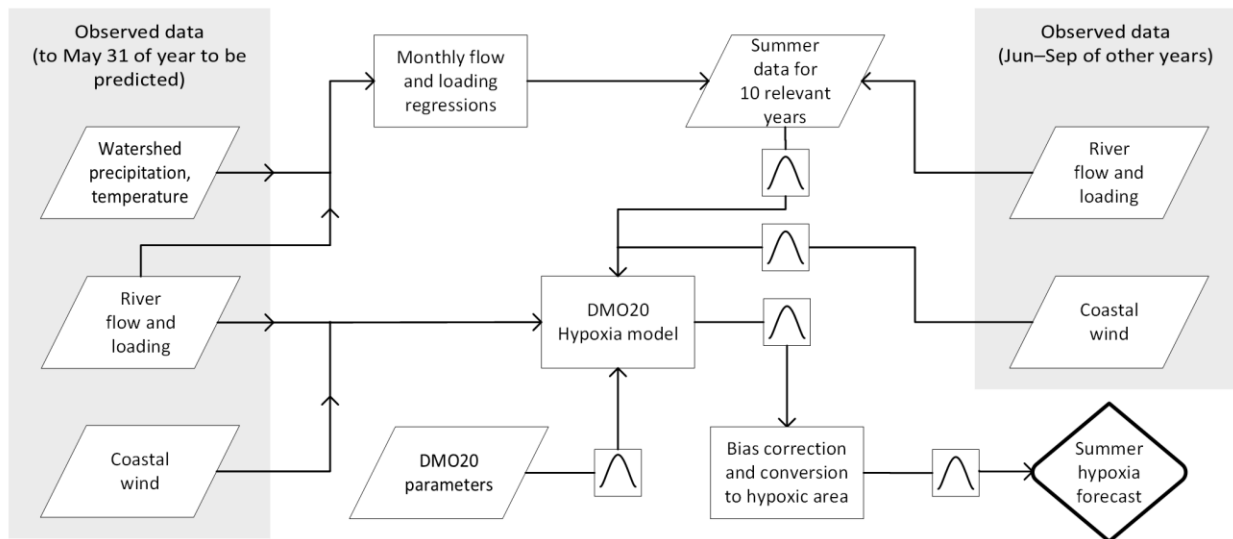 Observed data
(to May 31 of year to be
predicted)
Watershed
precipitation,
temperature
River
flow and
loading
Coastal
wind
Monthly flow
and loading
regressions
Summer
data for
10 relevant
years
DMO20
Hypoxia model
DMO20
parameters
Bias correction
and conversion
to hypoxic area
Observed data
(Jun–Sep of other years)
River
flow and
loading
Coastal
wind
Summer
hypoxia
forecast